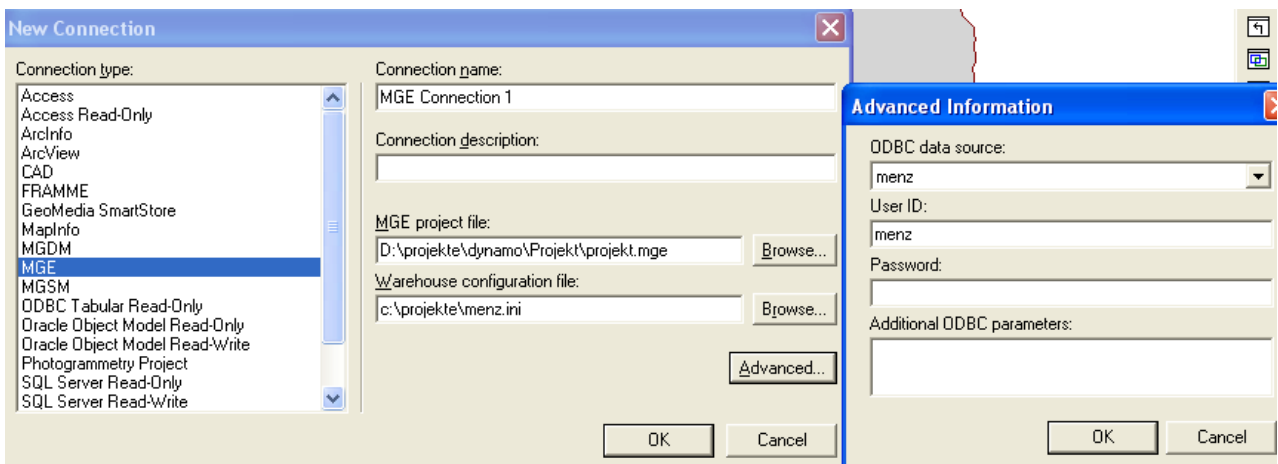 New Connection
Connection type:
Access
Access Read-Only
ArcInfo
ArcView
CAD
FRAMME
GeoMedia SmartStore
MapInfo
MGDM
MGE
MGSM
ODBC Tabular Read-Only
Oracle Object Model Read-Only
Oracle Object Model Read-Write
Photogrammetry Project
SQL Server Read-Only
SQL Server Read-Write
Connection name:
MGE Connection 1
Connection description:
MGE project file:
D:\projekte\dynamo\Projekt\projekt.mge
Browse...
Warehouse configuration file:
c:\projekte\menz.ini
Browse...
Advanced...
OK
Cancel
Advanced Information
ODBC data source:
menz
User ID:
menz
Password:
Additional ODBC parameters:
OK
Cancel